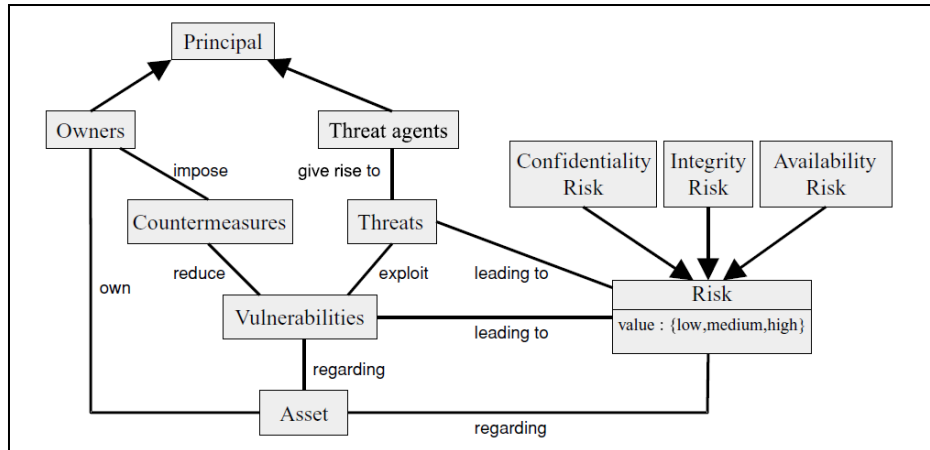 Principal
Owners
Threat agents
impose
give rise to
Confidentiality
Risk
Integrity
Risk
Availability
Risk
Countermeasures
Threats
own
reduce
exploit
leading to
Risk
value : {low,medium,high}
Vulnerabilities
leading to
regarding
Asset
regarding